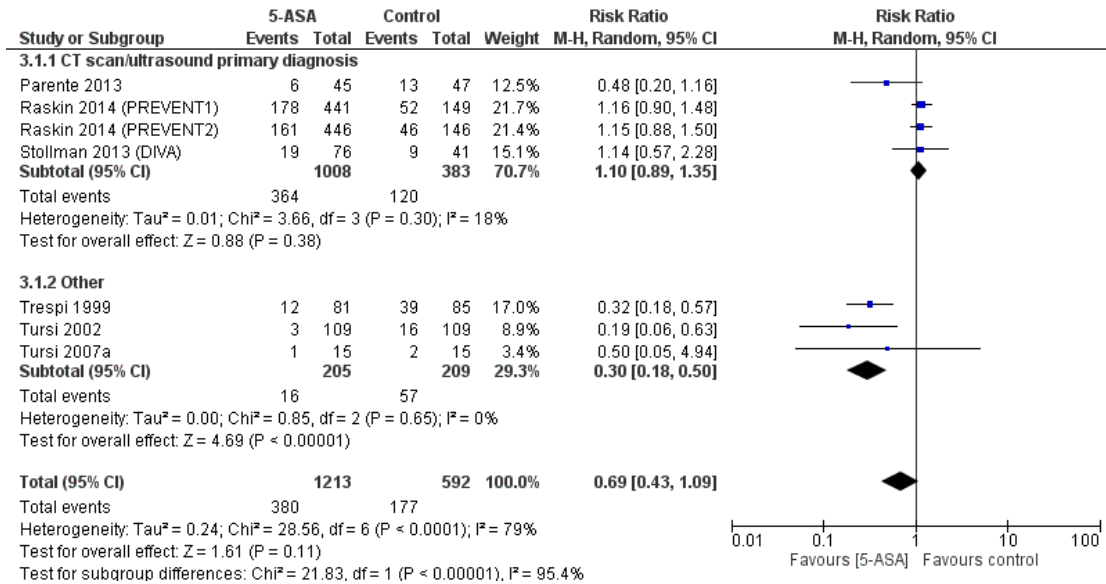 5-ASA Control Risk Ratio Risk Ratio
Study or Subgroup Events Total Events Total Weight M-H, Random, 95% CI M-H, Random, 95% CI
3.1.1 CT scan/ultrasound primary diagnosis
Parente 2013 6 45 13 47 12.5% 0.48 [0.20, 1.16]
Raskin 2014 (PREVENT1) 178 441 52 149 21.7% 1.16 [0.90, 1.48]
Raskin 2014 (PREVENT2) 161 446 46 146 21.4% 1.15 [0.88, 1.50]
Stollman 2013 (DIVA) 19 76 9 41 15.1% 1.14 [0.57, 2.28]
Subtotal (95% CI) 1008 383 70.7% 1.10 [0.89, 1.35]
Total events 364 120
Heterogeneity: Tau² = 0.01; Chi² = 3.66, df = 3 (P = 0.30); I² = 18%
Test for overall effect: Z = 0.88 (P = 0.38)
3.1.2 Other
Trespi 1999 12 81 39 85 17.0% 0.32 [0.18, 0.57]
Tursi 2002 3 109 16 109 8.9% 0.19 [0.06, 0.63]
Tursi 2007a 1 15 2 15 3.4% 0.50 [0.05, 4.94]
Subtotal (95% CI) 205 209 29.3% 0.30 [0.18, 0.50]
Total events 16 57
Heterogeneity: Tau² = 0.00; Chi² = 0.85, df = 2 (P = 0.65); I² = 0%
Test for overall effect: Z = 4.69 (P < 0.00001)
Total (95% CI) 1213 592 100.0% 0.69 [0.43, 1.09]
Total events 380 177
Heterogeneity: Tau² = 0.24; Chi² = 28.56, df = 6 (P < 0.0001); I² = 79%
Test for overall effect: Z = 1.61 (P = 0.11)
Test for subgroup differences: Chi² = 21.83, df = 1 (P < 0.00001), I² = 95.4%
0.01 0.1 1 10 100
Favours [5-ASA] Favours control